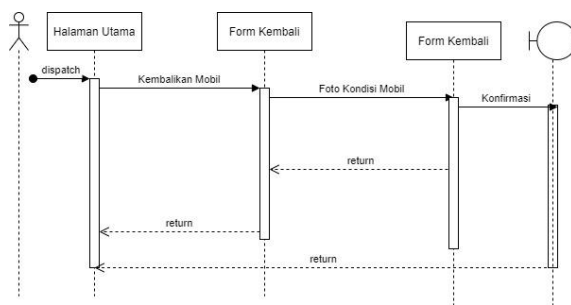 Halaman Utama
Form Kembali
Form Kembali
dispatch
Kembalikan Mobil
Foto Kondisi Mobil
Konfirmasi
return
return
return